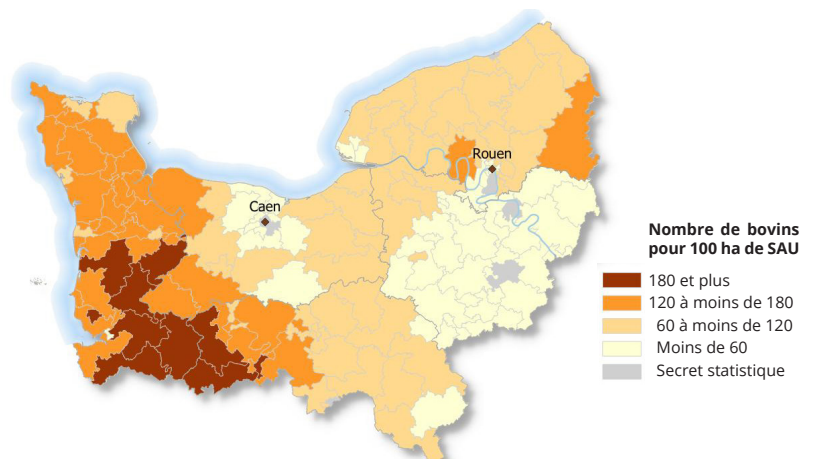 Rouen
Caen
Nombre de bovins
pour 100 ha de SAU
180 et plus
120 à moins de 180
60 à moins de 120
Moins de 60
Secret statistique